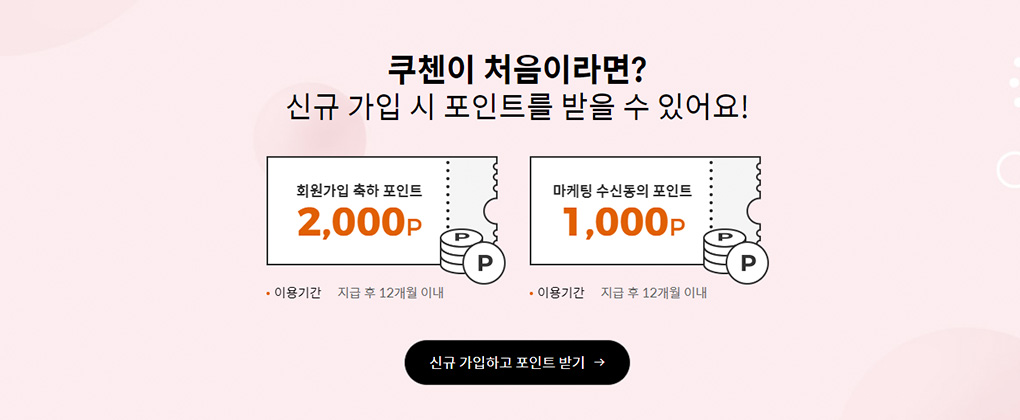 쿠첸이 처음이라면?
신규 가입 시 포인트를 받을 수 있어요!
회원가입 축하 포인트
2,000P
P
P
• 이용기간 지급 후 12개월 이내
마케팅 수신동의 포인트
1,000P
P
P
• 이용기간 지급 후 12개월 이내
신규 가입하고 포인트 받기 →